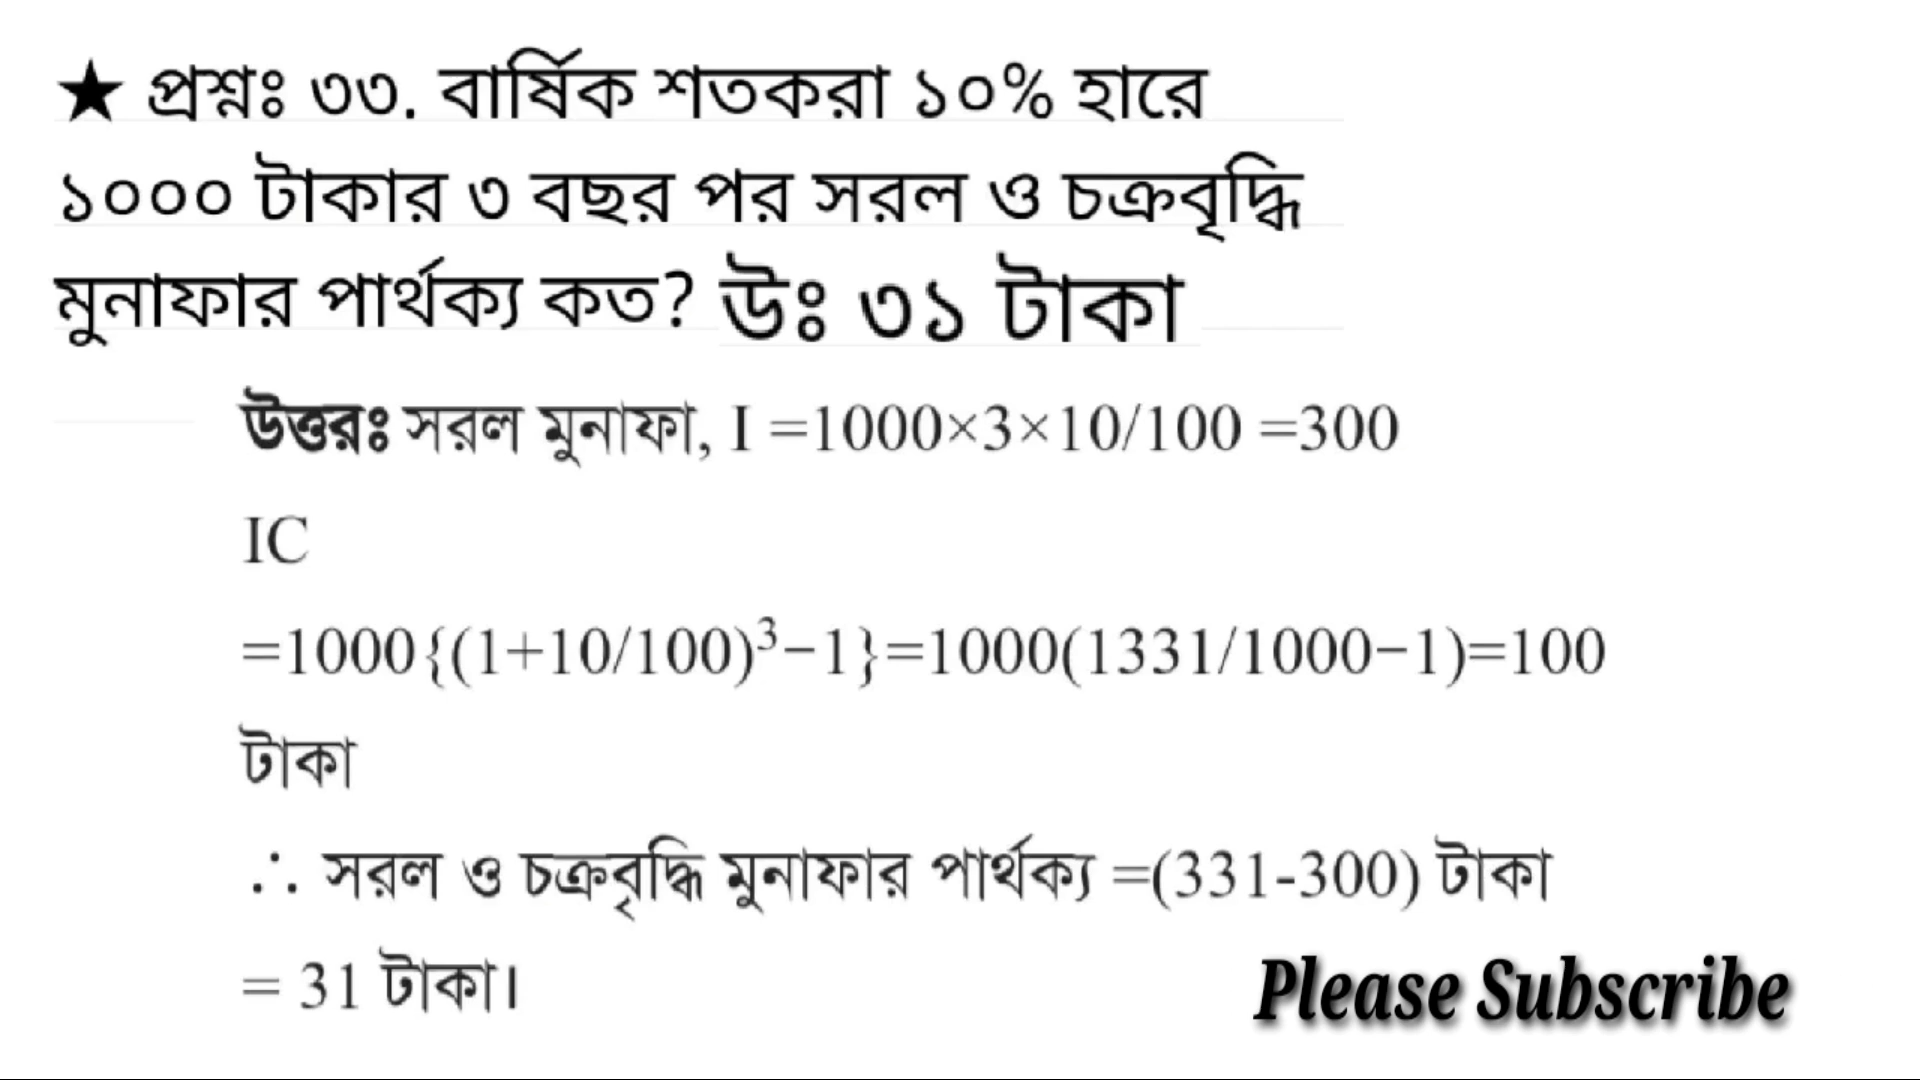 ★ প্রশ্নঃ ৩৩. বার্ষিক শতকরা ১০% হারে
১০০০ টাকার ৩ বছর পর সরল ও চক্রবৃদ্ধি
মুনাফার পার্থক্য কত? উঃ ৩১ টাকা
উত্তরঃ সরল মুনাফা, I =1000×3×10/100 =300
IC
=1000{(1+10/100)³−1}=1000(1331/1000−1)=100
টাকা
∴ সরল ও চক্রবৃদ্ধি মুনাফার পার্থক্য =(331-300) টাকা
= 31 টাকা।
Please Subscribe